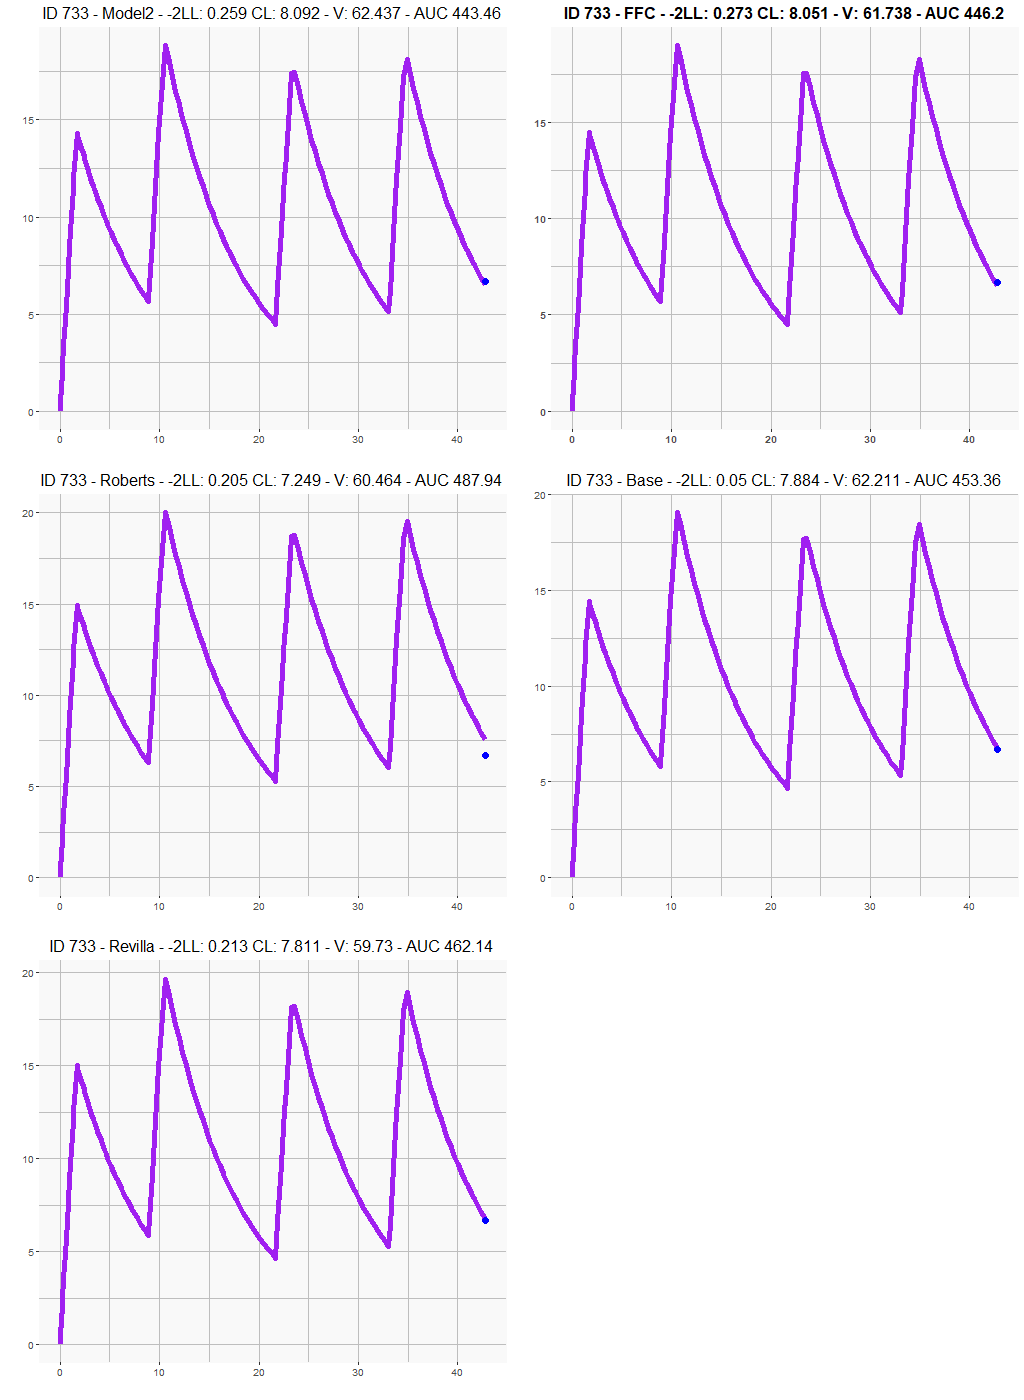 ID 733 - Model2 - -2LL: 0.259 CL: 8.092 - V: 62.437 - AUC 443.46
15
10
5
0
0 10 20 30 40
ID 733 - FFC - -2LL: 0.273 CL: 8.051 - V: 61.738 - AUC 446.2
15
10
5
0
0 10 20 30 40
ID 733 - Roberts - -2LL: 0.205 CL: 7.249 - V: 60.464 - AUC 487.94
20
15
10
5
0
0 10 20 30 40
ID 733 - Base - -2LL: 0.05 CL: 7.884 - V: 62.211 - AUC 453.36
20
15
10
5
0
0 10 20 30 40
ID 733 - Revilla - -2LL: 0.213 CL: 7.811 - V: 59.73 - AUC 462.14
20
15
10
5
0
0 10 20 30 40